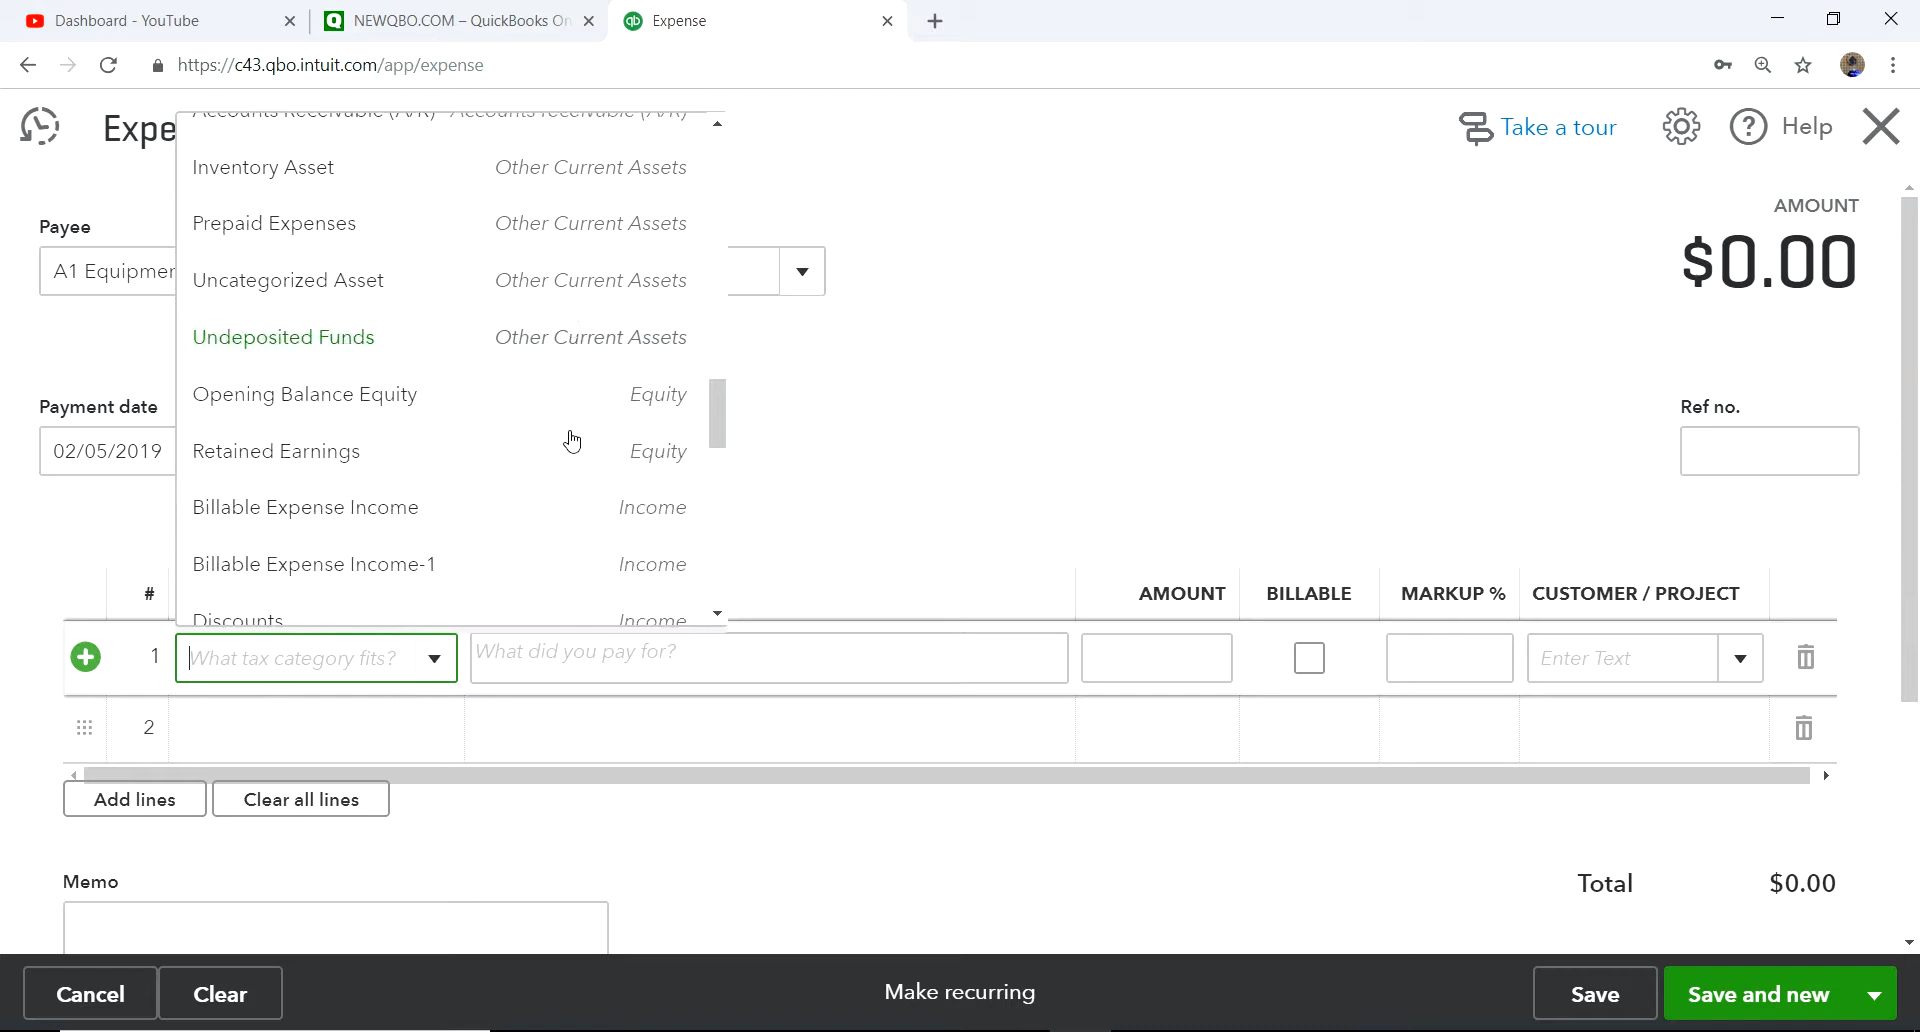 Dashboard - YouTube
NEWQBO.COM – QuickBooks On
Expense
https://c43.qbo.intuit.com/app/expense
Expe
Accounts Receivable (A/R) Accounts receivable (A/R)
Take a tour
Help
Inventory Asset Other Current Assets
AMOUNT
Payee
Prepaid Expenses Other Current Assets
$0.00
A1 Equipmen
Uncategorized Asset Other Current Assets
Undeposited Funds Other Current Assets
Opening Balance Equity Equity
Payment date
Ref no.
02/05/2019
Retained Earnings Equity
Billable Expense Income Income
Billable Expense Income-1 Income
# AMOUNT BILLABLE MARKUP % CUSTOMER / PROJECT
Discounts Income
1 What tax category fits? What did you pay for? Enter Text
2
Add lines Clear all lines
Memo
Total $0.00
Cancel Clear Make recurring Save Save and new